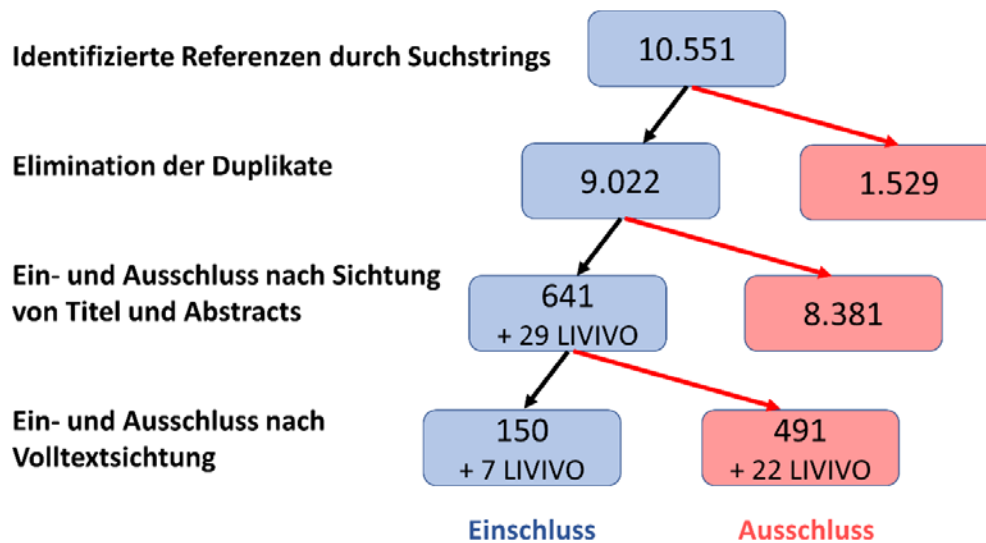 Identifizierte Referenzen durch Suchstrings
10.551
Elimination der Duplikate
9.022
1.529
Ein- und Ausschluss nach Sichtung
von Titel und Abstracts
641
+ 29 LIVIVO
8.381
Ein- und Ausschluss nach
Volltextsichtung
150
+ 7 LIVIVO
491
+ 22 LIVIVO
Einschluss
Ausschluss